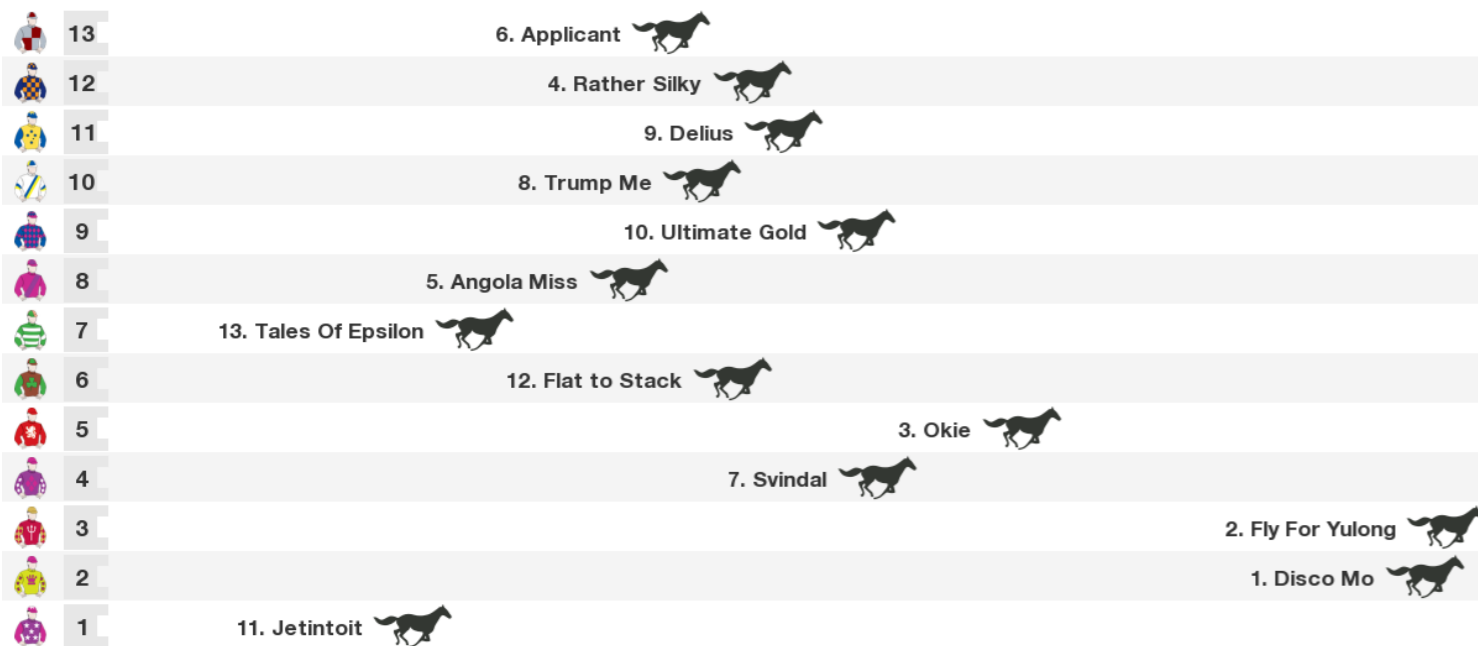 13 6. Applicant
12 4. Rather Silky
11 9. Delius
10 8. Trump Me
9 10. Ultimate Gold
8 5. Angola Miss
7 13. Tales Of Epsilon
6 12. Flat to Stack
5 3. Okie
4 7. Svindal
3 2. Fly For Yulong
2 1. Disco Mo
1 11. Jetintoit